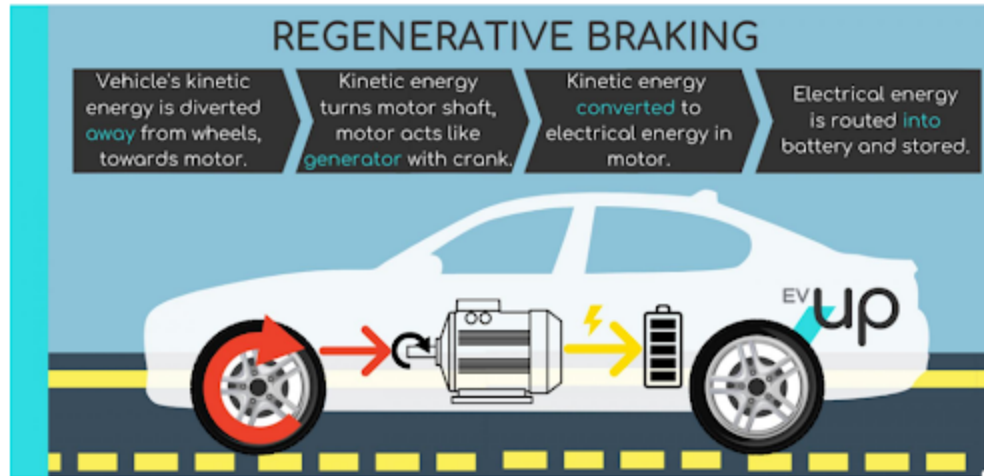 REGENERATIVE BRAKING
Vehicle's kinetic
energy is diverted
away from wheels,
towards motor.
Kinetic energy
turns motor shaft,
motor acts like
generator with crank.
Kinetic energy
converted to
electrical energy in
motor.
Electrical energy
is routed into
battery and stored.
EV up